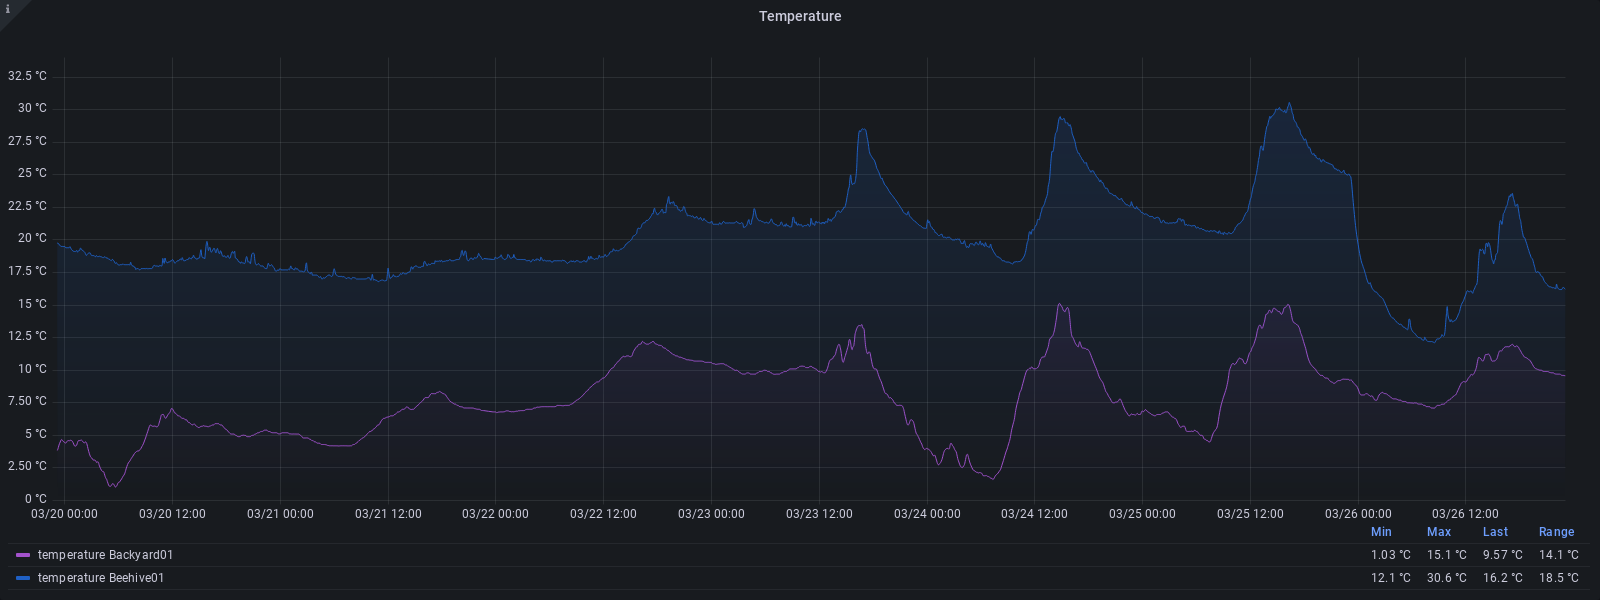 i
Temperature
32.5 °C
30 °C
27.5 °C
25 °C
22.5 °C
20 °C
17.5 °C
15 °C
12.5 °C
10 °C
7.50 °C
5 °C
2.50 °C
0 °C
03/20 00:00 03/20 12:00 03/21 00:00 03/21 12:00 03/22 00:00 03/22 12:00 03/23 00:00 03/23 12:00 03/24 00:00 03/24 12:00 03/25 00:00 03/25 12:00 03/26 00:00 03/26 12:00
Min Max Last Range
temperature Backyard01 1.03 °C 15.1 °C 9.57 °C 14.1 °C
temperature Beehive01 12.1 °C 30.6 °C 16.2 °C 18.5 °C